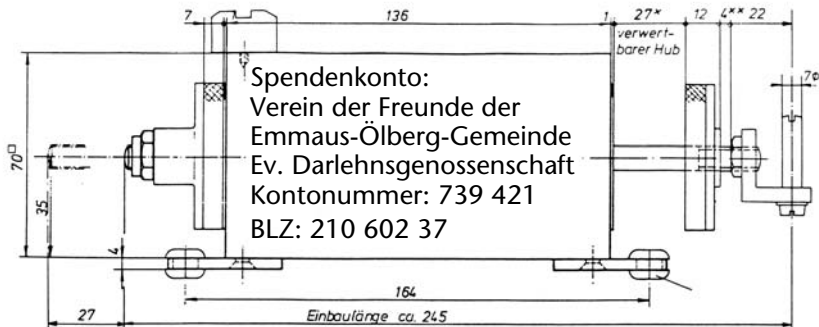 7 136 1 27* 12 4** 22
verwert-
barer Hub
7ø
70□
35
4
Spendenkonto:
Verein der Freunde der
Emmaus-Ölberg-Gemeinde
Ev. Darlehnsgenossenschaft
Kontonummer: 739 421
BLZ: 210 602 37
164
27 Einbaulänge ca. 245